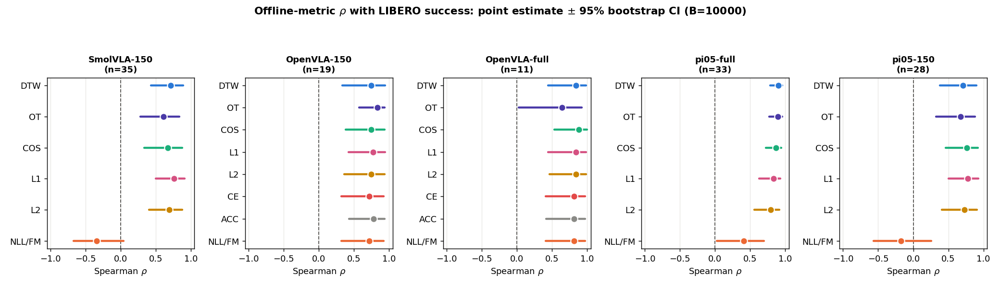 Offline-metric ρ with LIBERO success: point estimate ± 95% bootstrap CI (B=10000)
SmolVLA-150
(n=35)
DTW
OT
COS
L1
L2
NLL/FM
−1.0 −0.5 0.0 0.5 1.0
Spearman ρ
OpenVLA-150
(n=19)
DTW
OT
COS
L1
L2
CE
ACC
NLL/FM
−1.0 −0.5 0.0 0.5 1.0
Spearman ρ
OpenVLA-full
(n=11)
DTW
OT
COS
L1
L2
CE
ACC
NLL/FM
−1.0 −0.5 0.0 0.5 1.0
Spearman ρ
pi05-full
(n=33)
DTW
OT
COS
L1
L2
NLL/FM
−1.0 −0.5 0.0 0.5 1.0
Spearman ρ
pi05-150
(n=28)
DTW
OT
COS
L1
L2
NLL/FM
−1.0 −0.5 0.0 0.5 1.0
Spearman ρ